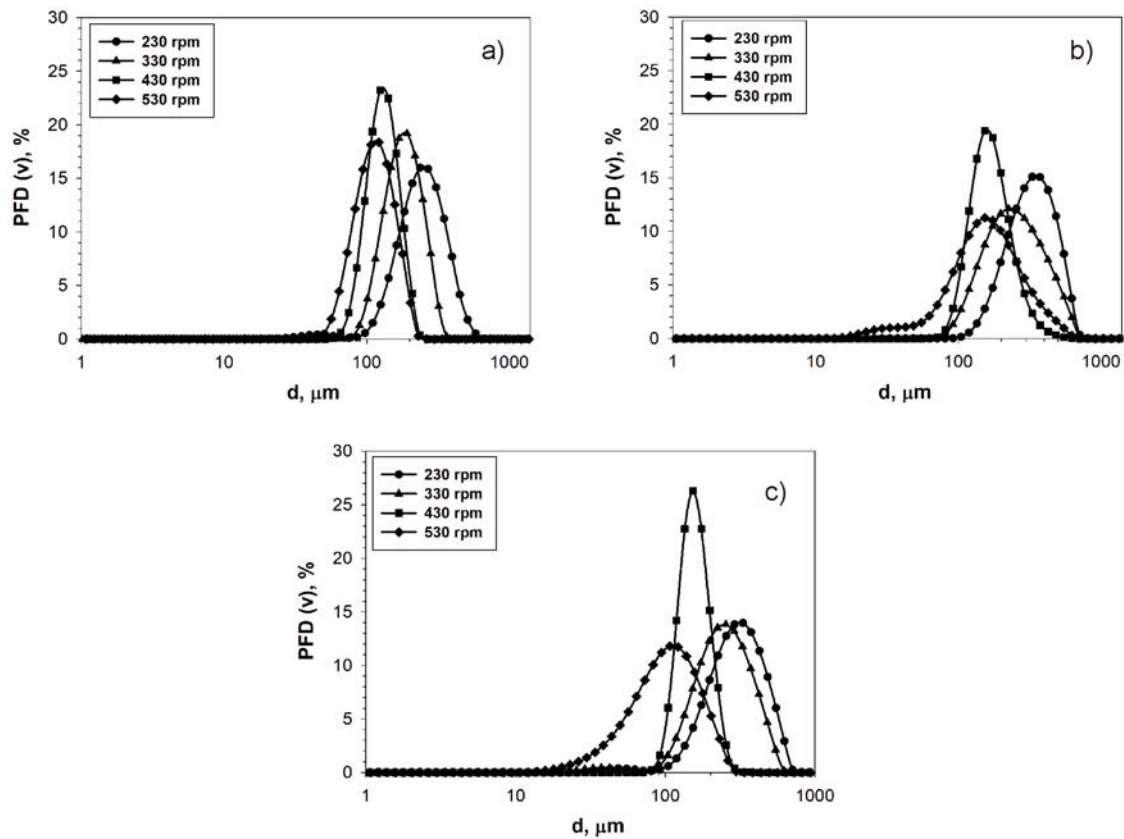 30
25
20
15
10
5
0
PFD (v), %
230 rpm
330 rpm
430 rpm
530 rpm
a)
1 10 100 1000
d, μm
30
25
20
15
10
5
0
PFD (v), %
230 rpm
330 rpm
430 rpm
530 rpm
b)
1 10 100 1000
d, μm
30
25
20
15
10
5
0
PFD (v), %
230 rpm
330 rpm
430 rpm
530 rpm
c)
1 10 100 1000
d, μm